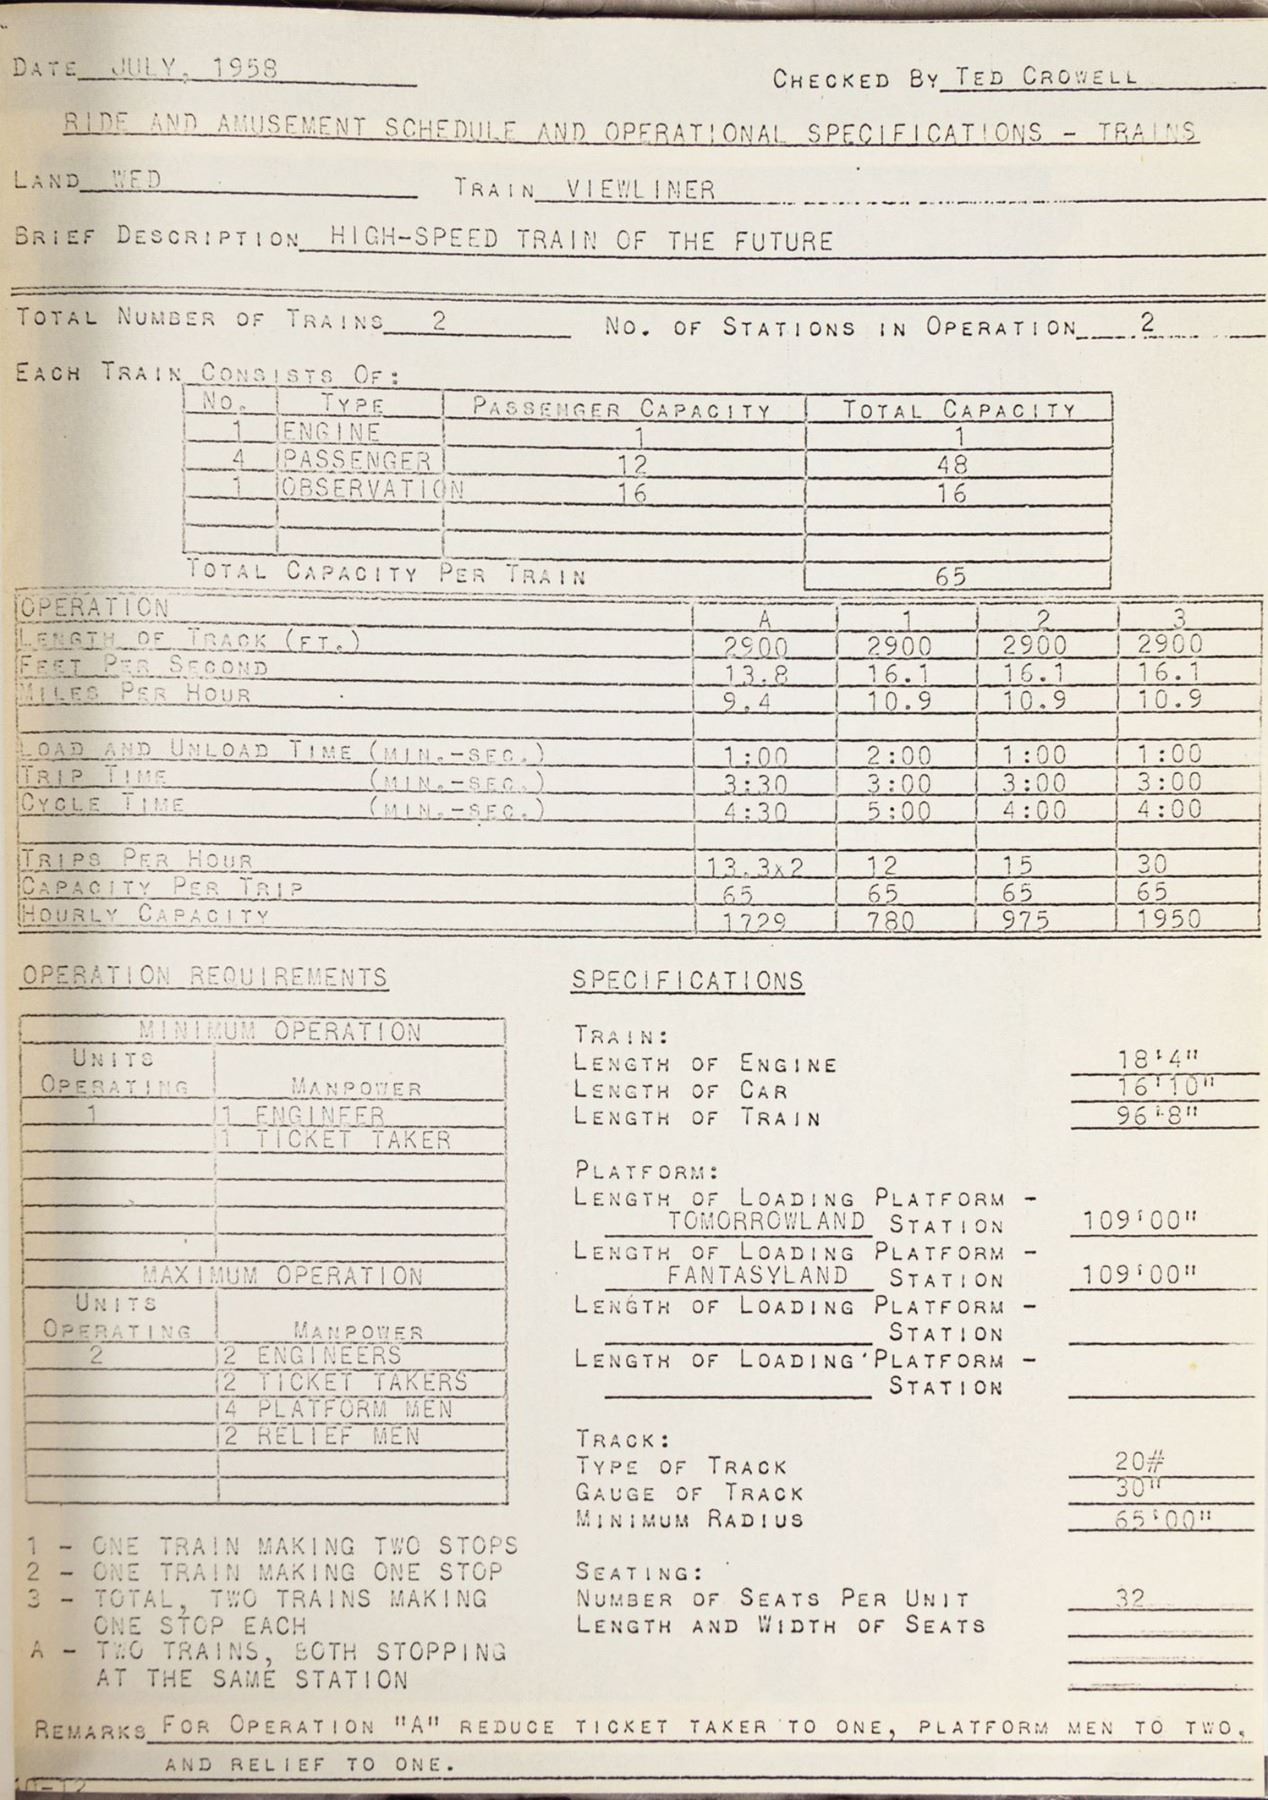 DATE JULY, 1958
CHECKED BY TED CROWELL
RIDE AND AMUSEMENT SCHEDULE AND OPERATIONAL SPECIFICATIONS - TRAINS
LAND WED TRAIN VIEWLINER
BRIEF DESCRIPTION HIGH-SPEED TRAIN OF THE FUTURE
TOTAL NUMBER OF TRAINS 2 NO. OF STATIONS IN OPERATION 2
EACH TRAIN CONSISTS OF:
NO. TYPE PASSENGER CAPACITY TOTAL CAPACITY
1 ENGINE 1 1
4 PASSENGER 12 48
1 OBSERVATION 16 16
TOTAL CAPACITY PER TRAIN 65
OPERATION A 1 2 3
LENGTH OF TRACK (FT.) 2900 2900 2900 2900
FEET PER SECOND 13.8 16.1 16.1 16.1
MILES PER HOUR 9.4 10.9 10.9 10.9
LOAD AND UNLOAD TIME (MIN.-SEC.) 1:00 2:00 1:00 1:00
TRIP TIME (MIN.-SEC.) 3:30 3:00 3:00 3:00
CYCLE TIME (MIN.-SEC.) 4:30 5:00 4:00 4:00
TRIPS PER HOUR 13.3x2 12 15 30
CAPACITY PER TRIP 65 65 65 65
HOURLY CAPACITY 1729 780 975 1950
OPERATION REQUIREMENTS
MINIMUM OPERATION
UNITS
OPERATING MANPOWER
1 1 ENGINEER
1 TICKET TAKER
MAXIMUM OPERATION
UNITS
OPERATING MANPOWER
2 2 ENGINEERS
2 TICKET TAKERS
4 PLATFORM MEN
2 RELIEF MEN
1 - ONE TRAIN MAKING TWO STOPS
2 - ONE TRAIN MAKING ONE STOP
3 - TOTAL, TWO TRAINS MAKING
ONE STOP EACH
A - TWO TRAINS, BOTH STOPPING
AT THE SAME STATION
SPECIFICATIONS
TRAIN:
LENGTH OF ENGINE 18'4"
LENGTH OF CAR 16'10"
LENGTH OF TRAIN 96'8"
PLATFORM:
LENGTH OF LOADING PLATFORM -
TOMORROWLAND STATION 109'00"
LENGTH OF LOADING PLATFORM -
FANTASYLAND STATION 109'00"
LENGTH OF LOADING PLATFORM -
STATION
LENGTH OF LOADING PLATFORM -
STATION
TRACK:
TYPE OF TRACK 20#
GAUGE OF TRACK 30"
MINIMUM RADIUS 65'00"
SEATING:
NUMBER OF SEATS PER UNIT 32
LENGTH AND WIDTH OF SEATS
REMARKS FOR OPERATION "A" REDUCE TICKET TAKER TO ONE, PLATFORM MEN TO TWO,
AND RELIEF TO ONE.